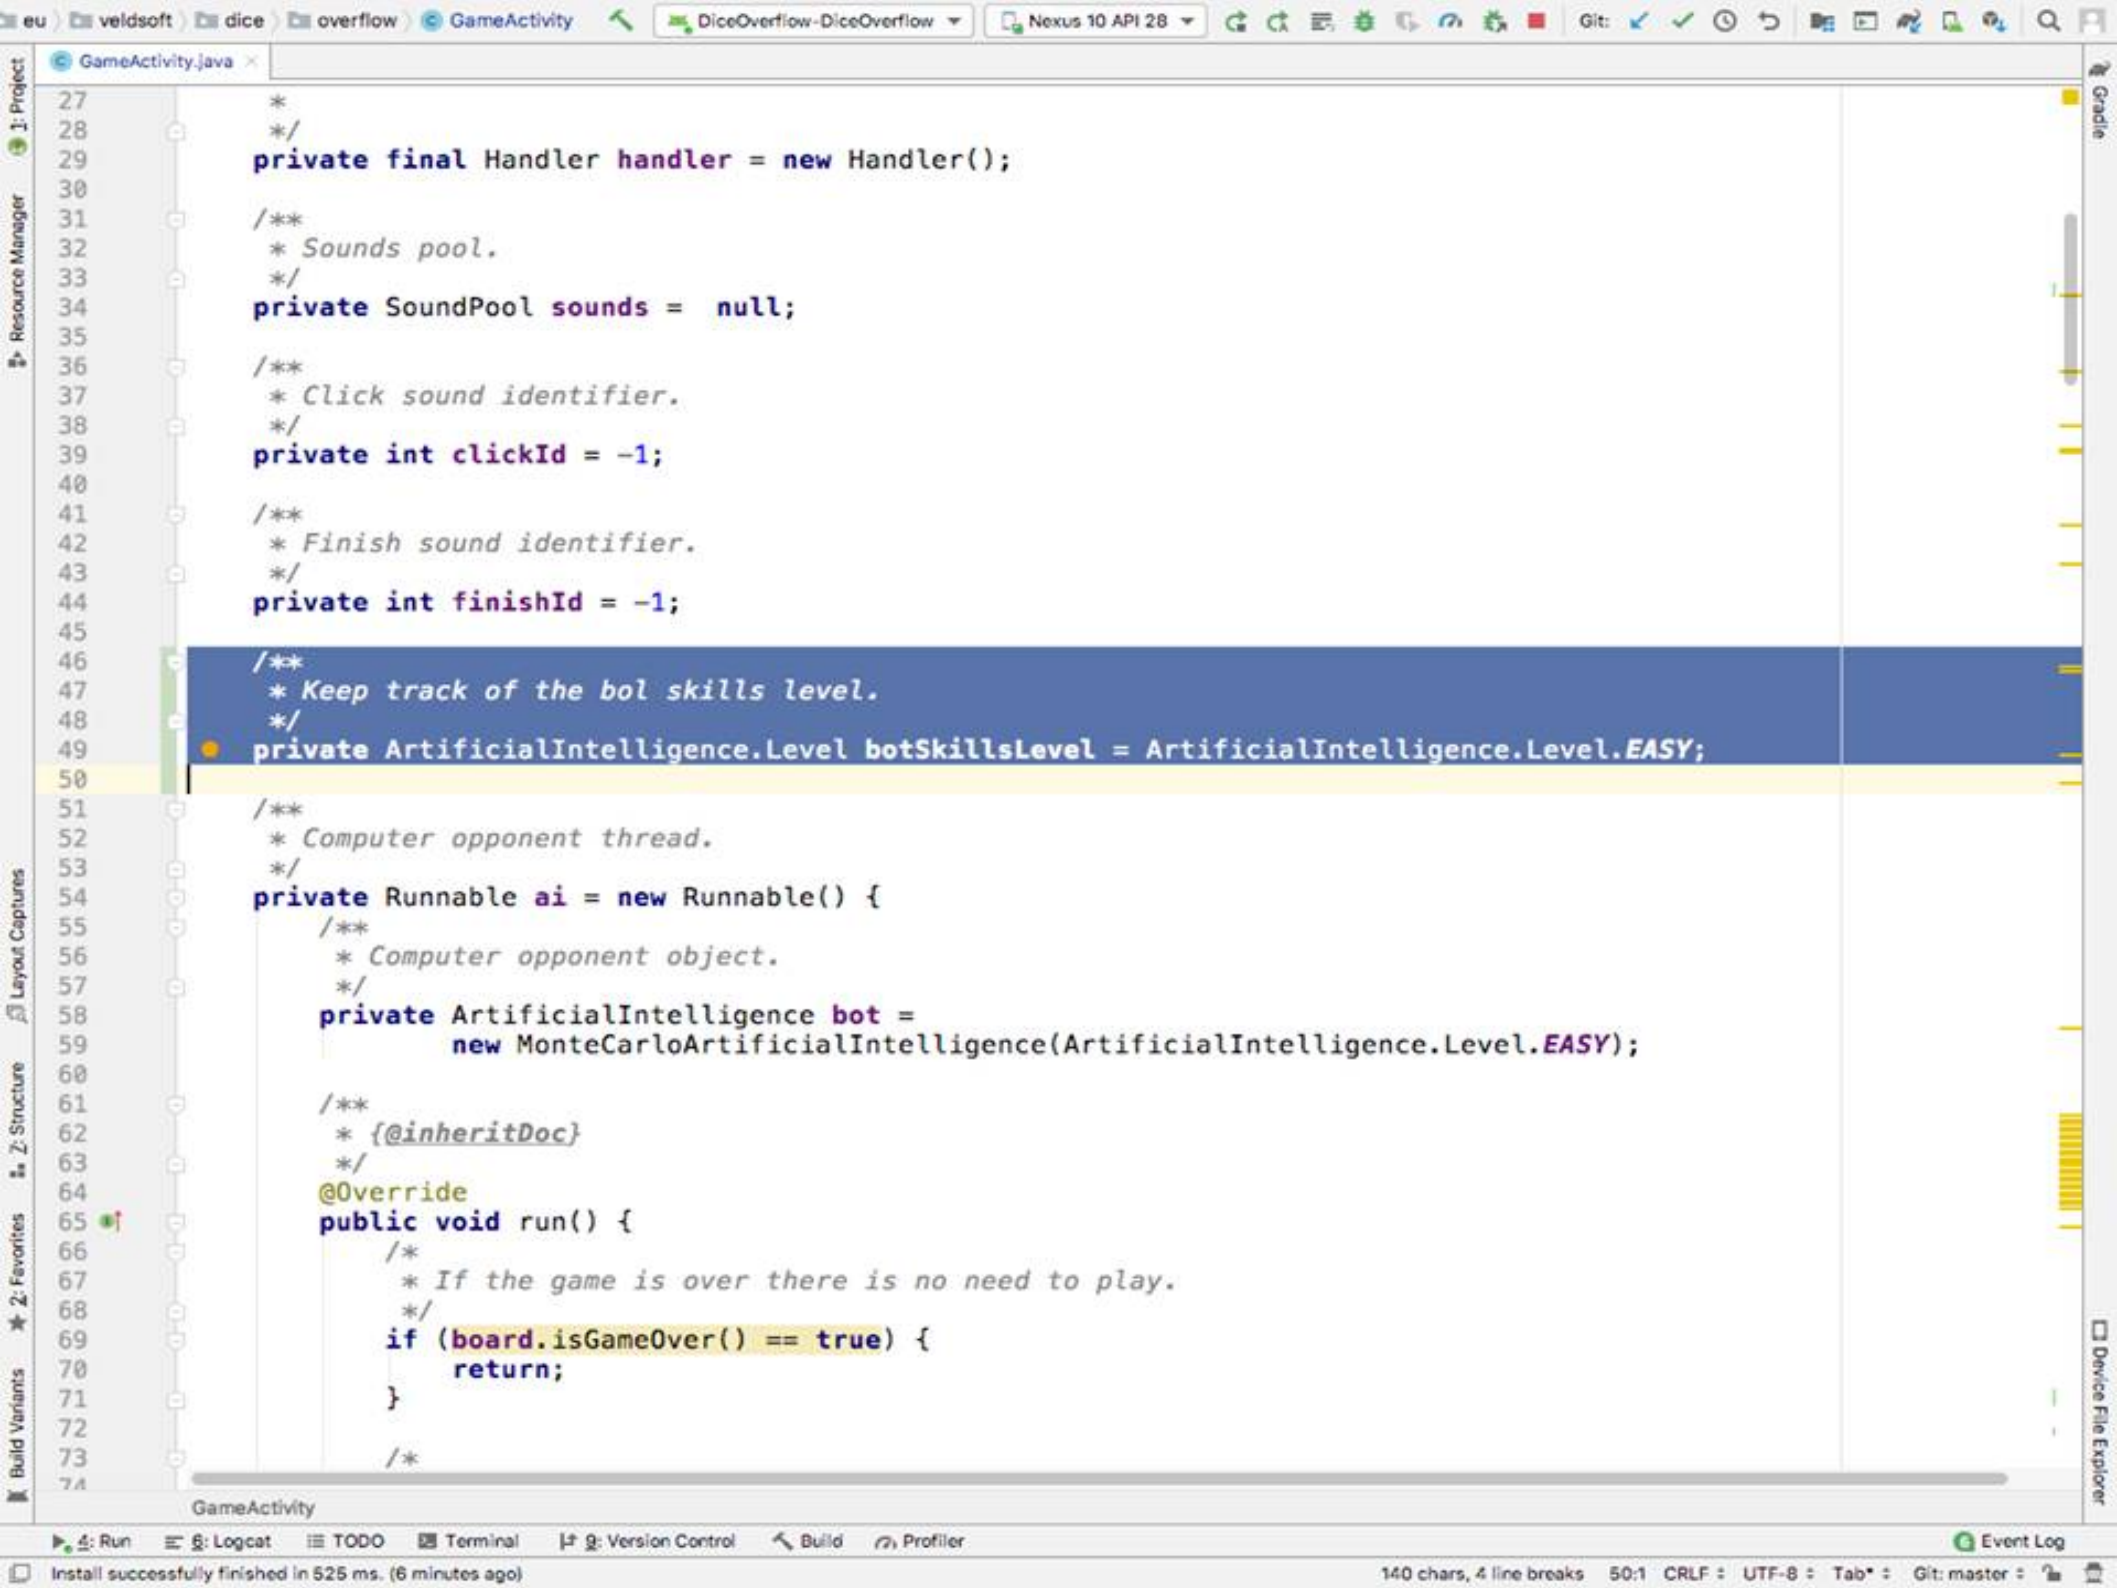 eu veldsoft dice overflow GameActivity DiceOverflow-DiceOverflow Nexus 10 API 28 Git:
GameActivity.java
1: Project
Resource Manager
Layout Captures
Z: Structure
2: Favorites
Build Variants
27 *
28 */
29 private final Handler handler = new Handler();
30
31 /**
32 * Sounds pool.
33 */
34 private SoundPool sounds =  null;
35
36 /**
37 * Click sound identifier.
38 */
39 private int clickId = -1;
40
41 /**
42 * Finish sound identifier.
43 */
44 private int finishId = -1;
45
46 /**
47 * Keep track of the bol skills level.
48 */
49 private ArtificialIntelligence.Level botSkillsLevel = ArtificialIntelligence.Level.EASY;
50
51 /**
52 * Computer opponent thread.
53 */
54 private Runnable ai = new Runnable() {
55 /**
56 * Computer opponent object.
57 */
58 private ArtificialIntelligence bot =
59 new MonteCarloArtificialIntelligence(ArtificialIntelligence.Level.EASY);
60
61 /**
62 * {@inheritDoc}
63 */
64 @Override
65 public void run() {
66 /*
67 * If the game is over there is no need to play.
68 */
69 if (board.isGameOver() == true) {
70 return;
71 }
72
73 /*
74
Gradle
Device File Explorer
GameActivity
4: Run 6: Logcat TODO Terminal 9: Version Control Build Profiler Event Log
Install successfully finished in 525 ms. (6 minutes ago) 140 chars, 4 line breaks 50:1 CRLF UTF-8 Tab* Git: master